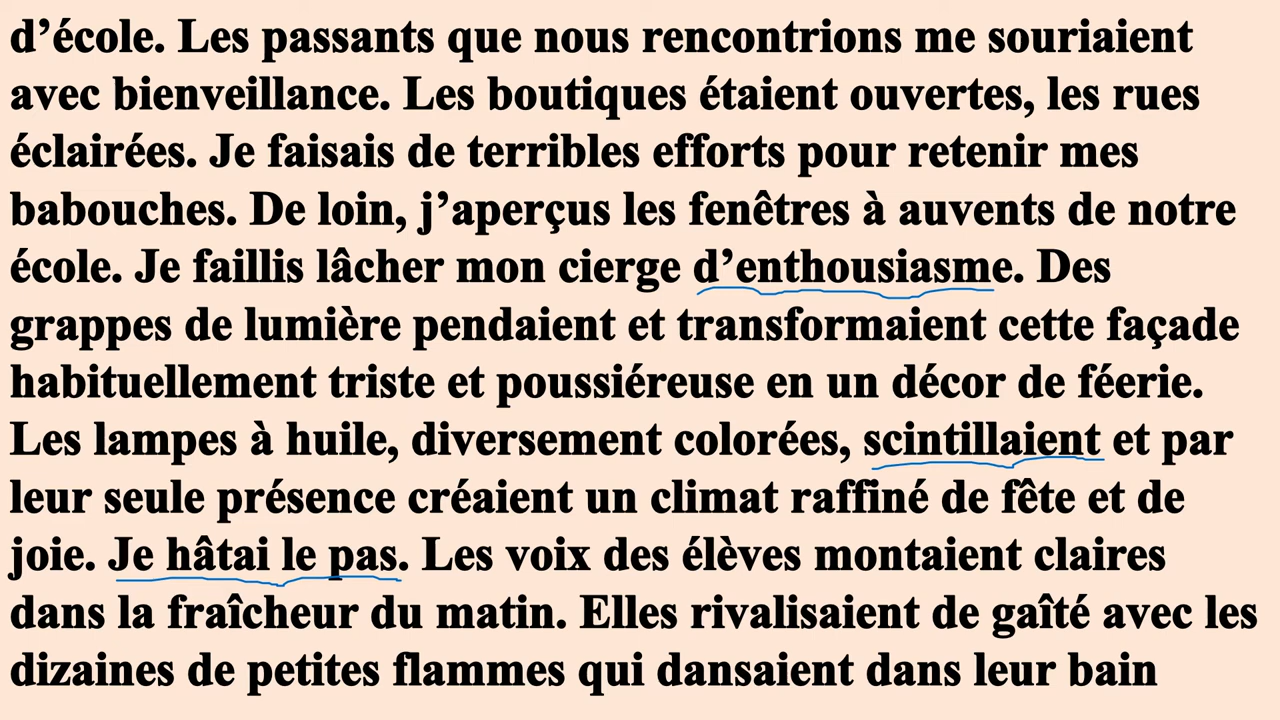 d’école. Les passants que nous rencontrions me souriaient
avec bienveillance. Les boutiques étaient ouvertes, les rues
éclairées. Je faisais de terribles efforts pour retenir mes
babouches. De loin, j’aperçus les fenêtres à auvents de notre
école. Je faillis lâcher mon cierge d’enthousiasme. Des
grappes de lumière pendaient et transformaient cette façade
habituellement triste et poussiéreuse en un décor de féerie.
Les lampes à huile, diversement colorées, scintillaient et par
leur seule présence créaient un climat raffiné de fête et de
joie. Je hâtai le pas. Les voix des élèves montaient claires
dans la fraîcheur du matin. Elles rivalisaient de gaîté avec les
dizaines de petites flammes qui dansaient dans leur bain